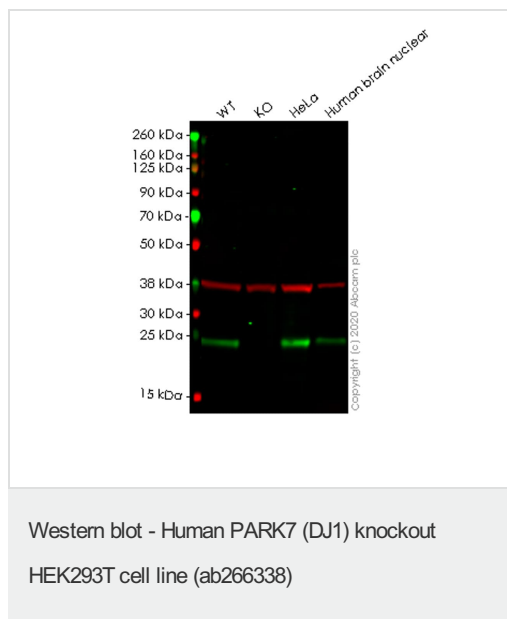 WT KO HeLa Human brain nuclear
260 kDa
160 kDa
125 kDa
90 kDa
70 kDa
50 kDa
38 kDa
30 kDa
25 kDa
15 kDa
Copyright (c) 2020 Abcam plc
Western blot - Human PARK7 (DJ1) knockout
HEK293T cell line (ab266338)